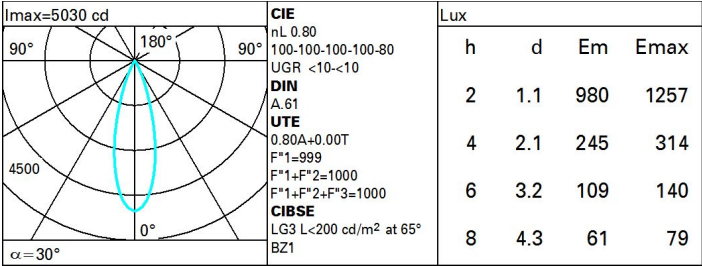 Imax=5030 cd
90° 180° 90°
4500
0°
α=30°
CIE
nL 0.80
100-100-100-100-80
UGR <10-<10
DIN
A.61
UTE
0.80A+0.00T
F"1=999
F"1+F"2=1000
F"1+F"2+F"3=1000
CIBSE
LG3 L<200 cd/m² at 65°
BZ1
Lux
h d Em Emax
2 1.1 980 1257
4 2.1 245 314
6 3.2 109 140
8 4.3 61 79